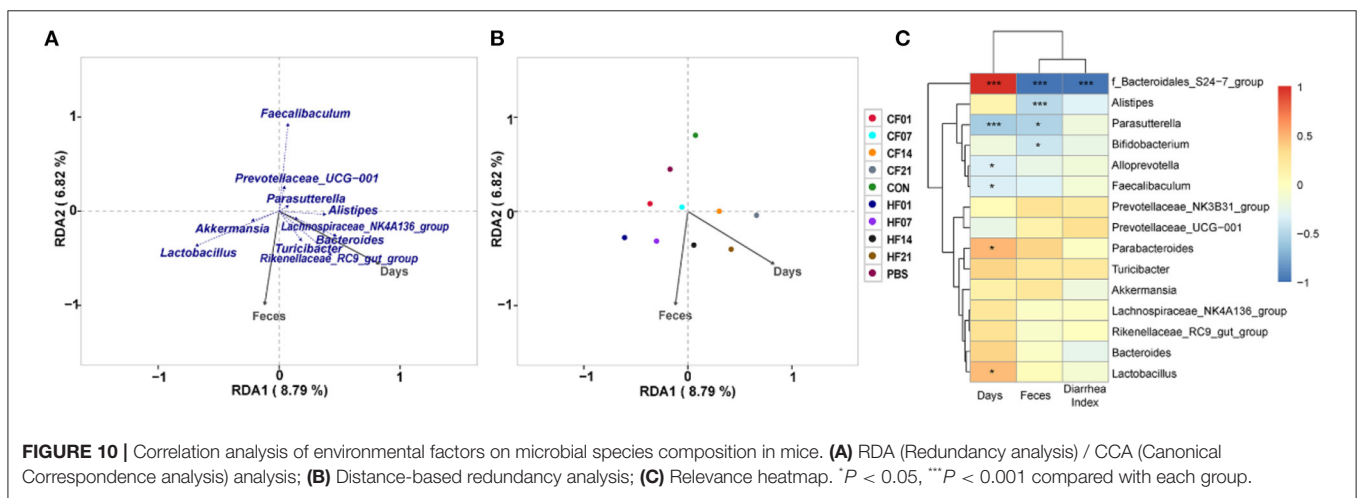 A
RDA2 ( 6.82 %)
1
0
−1
Faecalibaculum
Prevotellaceae_UCG−001
Parasutterella
Alistipes
Akkermansia
Lachnospiraceae_NK4A136_group
Bacteroides
Lactobacillus
Turicibacter
Rikenellaceae_RC9_gut_group
Days
Feces
−1
0
1
RDA1 ( 8.79 %)
B
RDA2 ( 6.82 %)
1
0
−1
Days
Feces
−1
0
1
RDA1 ( 8.79 %)
CF01
CF07
CF14
CF21
CON
HF01
HF07
HF14
HF21
PBS
C
*** *** *** f_Bacteroidales_S24−7_group
*** Alistipes
*** * Parasutterella
* Bifidobacterium
* Alloprevotella
* Faecalibaculum
Prevotellaceae_NK3B31_group
Prevotellaceae_UCG−001
* Parabacteroides
Turicibacter
Akkermansia
Lachnospiraceae_NK4A136_group
Rikenellaceae_RC9_gut_group
Bacteroides
* Lactobacillus
Days Feces Diarrhea
Index
1
0.5
0
−0.5
−1
FIGURE 10 | Correlation analysis of environmental factors on microbial species composition in mice. (A) RDA (Redundancy analysis) / CCA (Canonical
Correspondence analysis) analysis; (B) Distance-based redundancy analysis; (C) Relevance heatmap. *P < 0.05, ***P < 0.001 compared with each group.